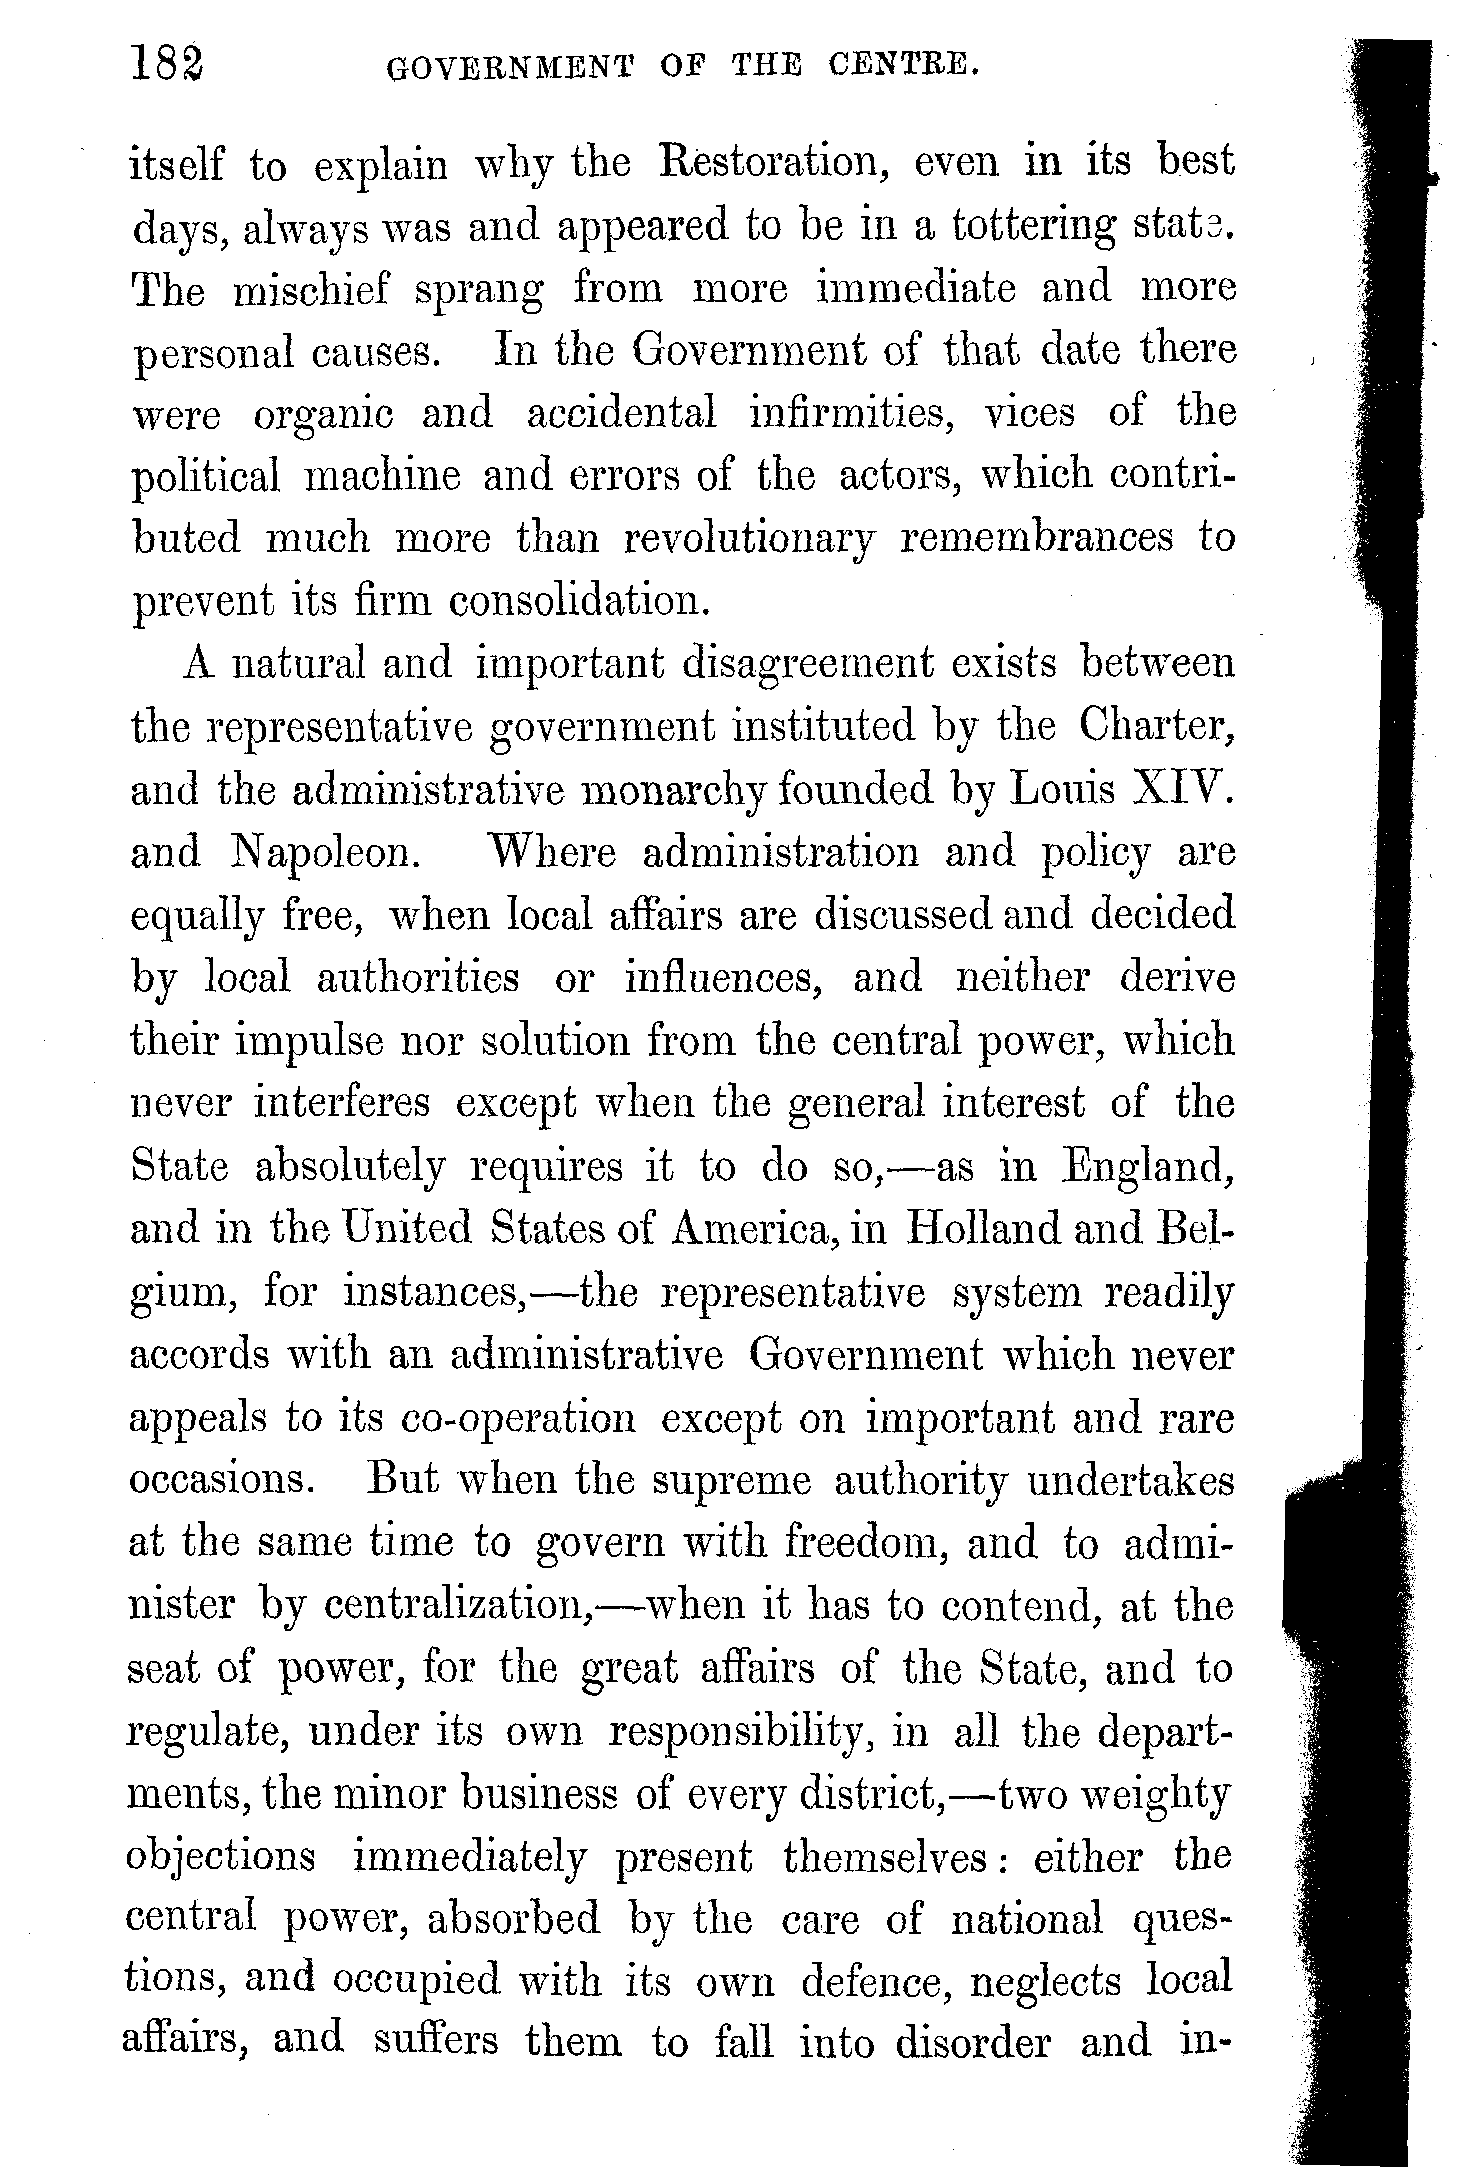 182 GOVERNMENT OF THE CENTRE.
itself to explain why the Restoration, even in its best
days, always was and appeared to be in a tottering state.
The mischief sprang from more immediate and more
personal causes. In the Government of that date there
were organic and accidental infirmities, vices of the
political machine and errors of the actors, which contri-
buted much more than revolutionary remembrances to
prevent its firm consolidation.
A natural and important disagreement exists between
the representative government instituted by the Charter,
and the administrative monarchy founded by Louis XIV.
and Napoleon. Where administration and policy are
equally free, when local affairs are discussed and decided
by local authorities or influences, and neither derive
their impulse nor solution from the central power, which
never interferes except when the general interest of the
State absolutely requires it to do so,—as in England,
and in the United States of America, in Holland and Bel-
gium, for instances,—the representative system readily
accords with an administrative Government which never
appeals to its co-operation except on important and rare
occasions. But when the supreme authority undertakes
at the same time to govern with freedom, and to admi-
nister by centralization,—when it has to contend, at the
seat of power, for the great affairs of the State, and to
regulate, under its own responsibility, in all the depart-
ments, the minor business of every district,—two weighty
objections immediately present themselves: either the
central power, absorbed by the care of national ques-
tions, and occupied with its own defence, neglects local
affairs, and suffers them to fall into disorder and in-